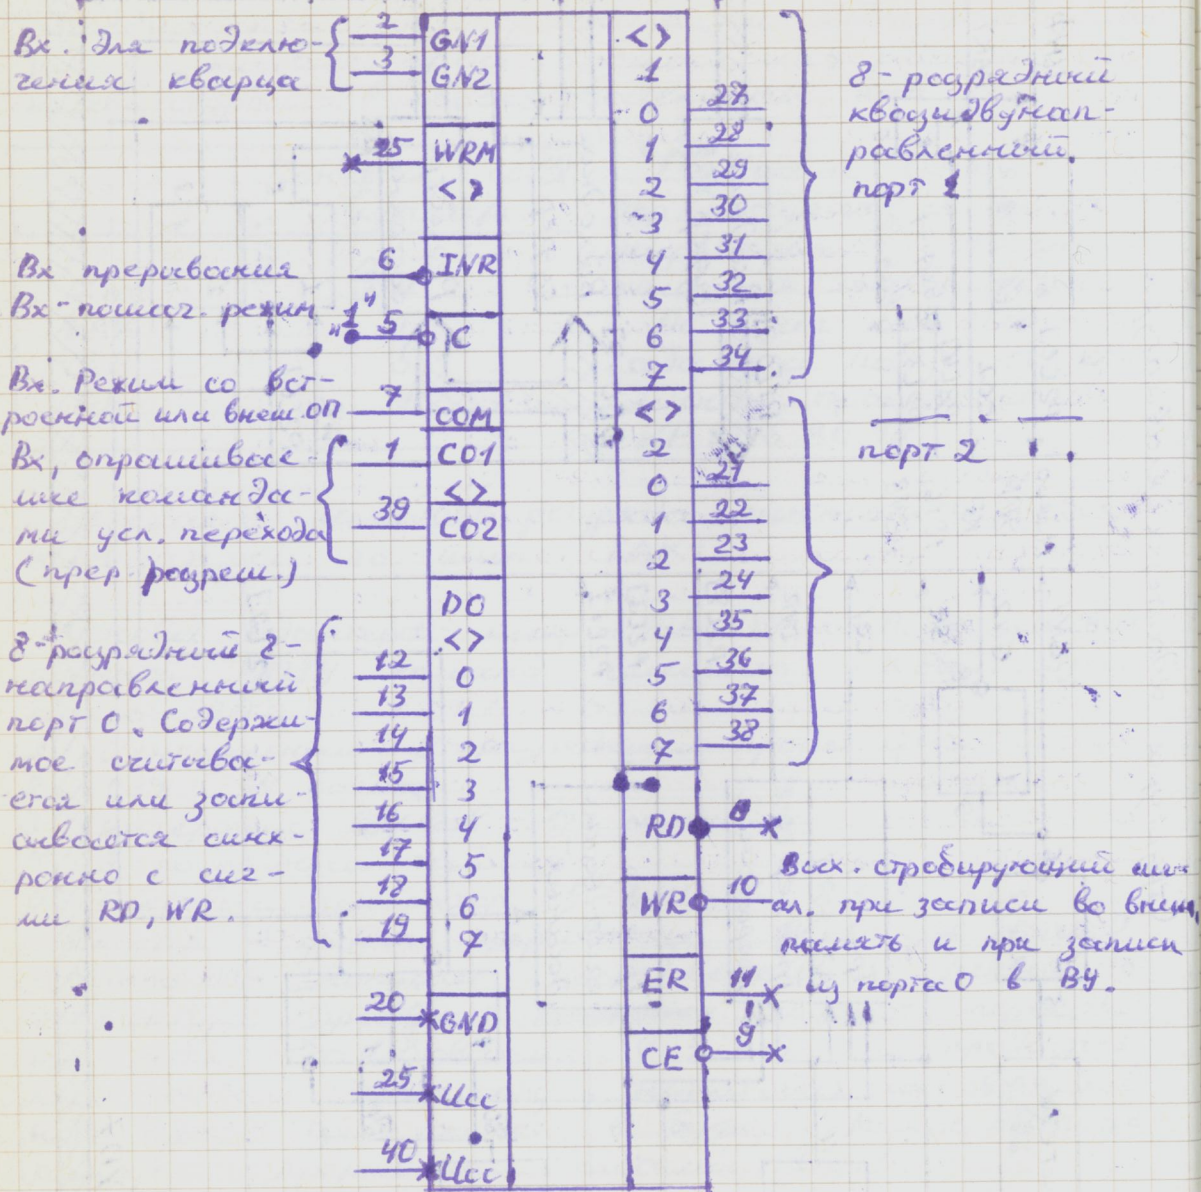 Вх. для подклю-
чения кварца
2
3
GN1
GN2
25
WRM
<>
Вх прерывания
6
INR
Вх-пошаг. режим
"1"
5
C
Вх. Режим со вст-
роенной или внеш. ОП
7
COM
Вх, опрашивае-
мые команда-
ми усл. перехода
(прер. разреш.)
1
CO1
<>
39
CO2
DO
<>
8-разрядный 2-
направленный
порт 0. Содержи-
мое считыва-
ется или запи-
сывается синх-
ронно с сиг-
ми RD, WR.
12 0
13 1
14 2
15 3
16 4
17 5
18 6
19 7
20 GND
25 Ucc
40 Ucc
<>
1
0 27
1 28
2 29
3 30
4 31
5 32
6 33
7 34
8-разрядный
квазидвунап-
равленный.
порт 1
<>
2
0 21
1 22
2 23
3 24
4 35
5 36
6 37
7 38
порт 2
RD
WR 10
ER 11
CE 9
Вых. стробирующий сиг-
ал. при записи во внеш,
память и при записи
из порта 0 в ВУ.